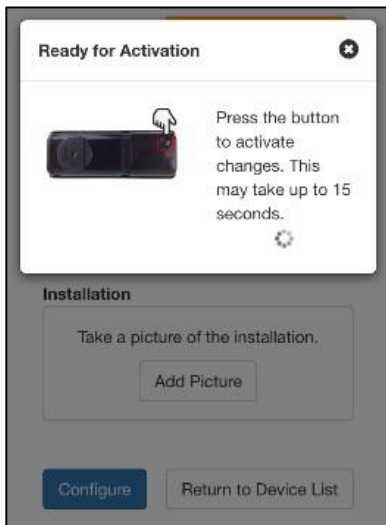 Ready for Activation
Press the button
to activate
changes. This
may take up to 15
seconds.
Installation
Take a picture of the installation.
Add Picture
Configure
Return to Device List